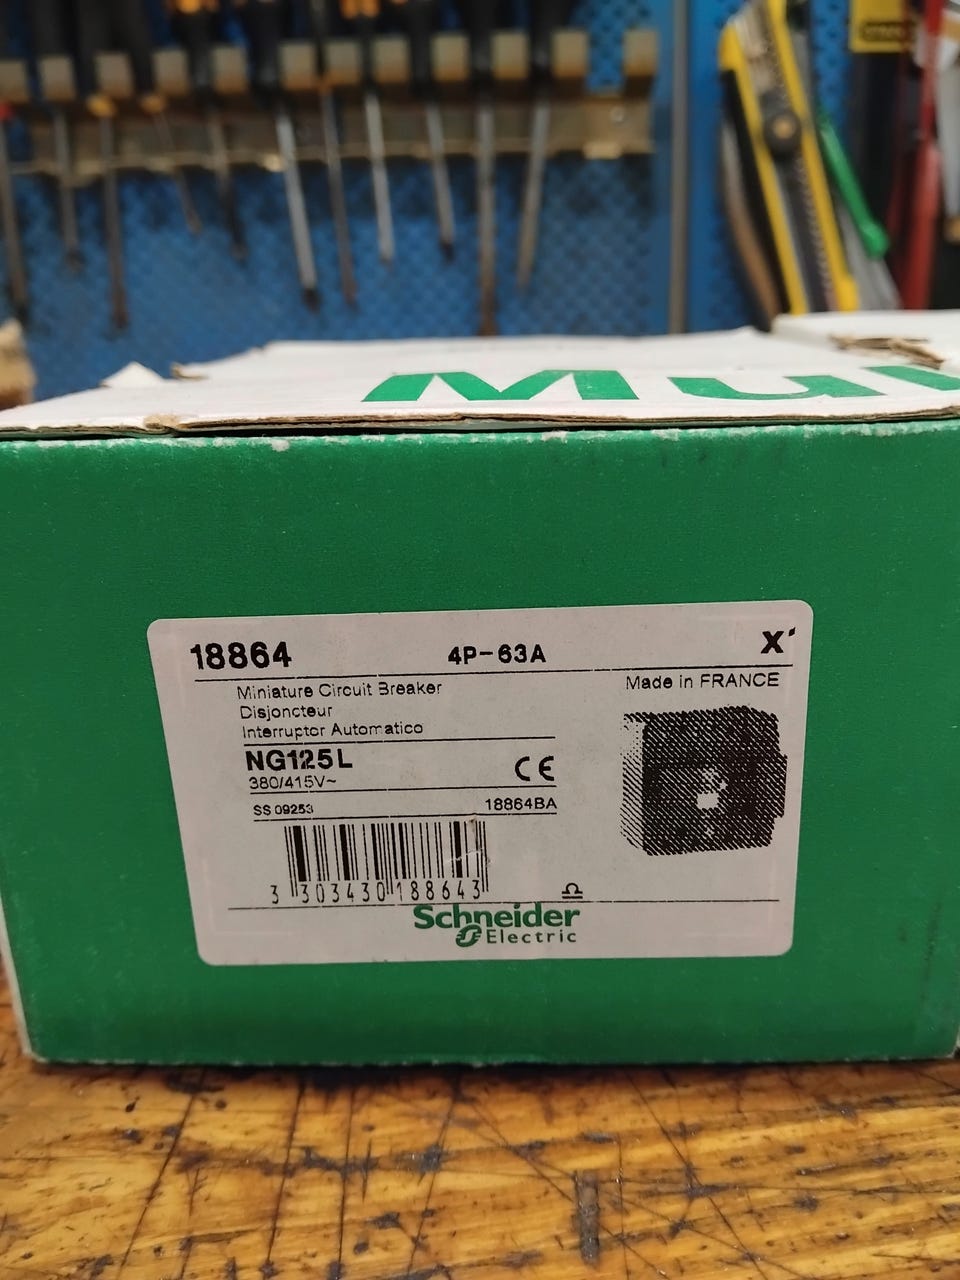 Mul
18864 4P-63A X'
Miniature Circuit Breaker Made in FRANCE
Disjoncteur
Interruptor Automatico
NG125L
380/415V~ CE
SS 09253 18864BA
3 303430 188643
Schneider
Electric